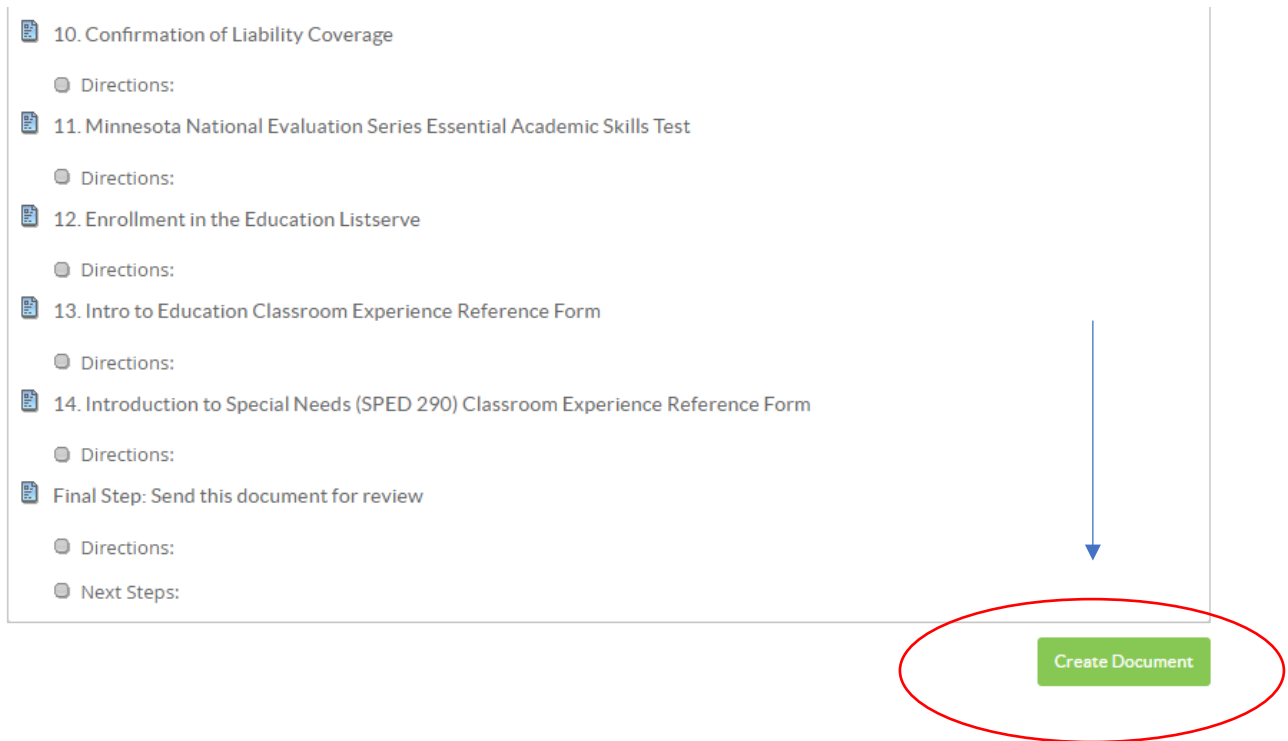 10. Confirmation of Liability Coverage
Directions:
11. Minnesota National Evaluation Series Essential Academic Skills Test
Directions:
12. Enrollment in the Education Listserve
Directions:
13. Intro to Education Classroom Experience Reference Form
Directions:
14. Introduction to Special Needs (SPED 290) Classroom Experience Reference Form
Directions:
Final Step: Send this document for review
Directions:
Next Steps:
Create Document